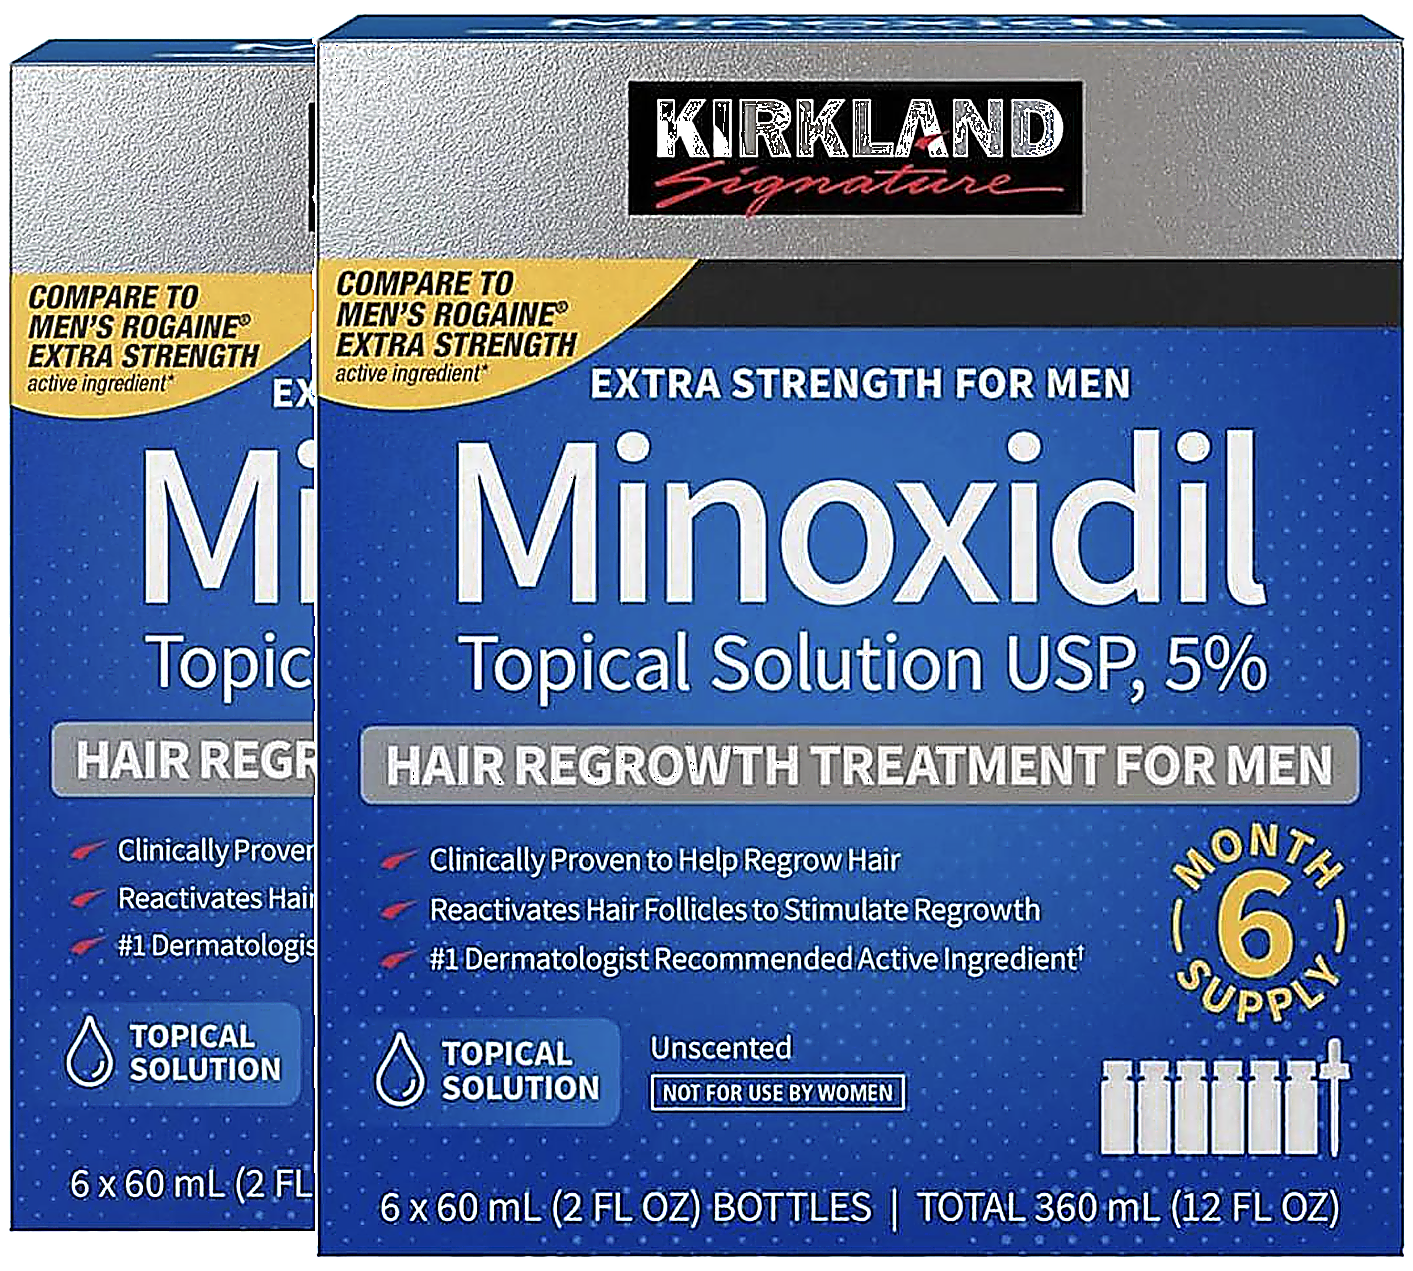 Minoxidil
KIRKLAND
Signature
COMPARE TO
MEN'S ROGAINE®
EXTRA STRENGTH
active ingredient*
EXTRA STRENGTH FOR MEN
Minoxidil
Topical Solution USP, 5%
HAIR REGROWTH TREATMENT FOR MEN
Clinically Proven to Help Regrow Hair
Reactivates Hair Follicles to Stimulate Regrowth
#1 Dermatologist Recommended Active Ingredient†
MONTH
6
SUPPLY
TOPICAL
SOLUTION
Unscented
NOT FOR USE BY WOMEN
6 x 60 mL (2 FL OZ) BOTTLES | TOTAL 360 mL (12 FL OZ)
COMPARE TO
MEN'S ROGAINE®
EXTRA STRENGTH
active ingredient*
EX
Mi
Topic
HAIR REGR
Clinically Proven
Reactivates Hair
#1 Dermatologis
TOPICAL
SOLUTION
6 x 60 mL (2 FL